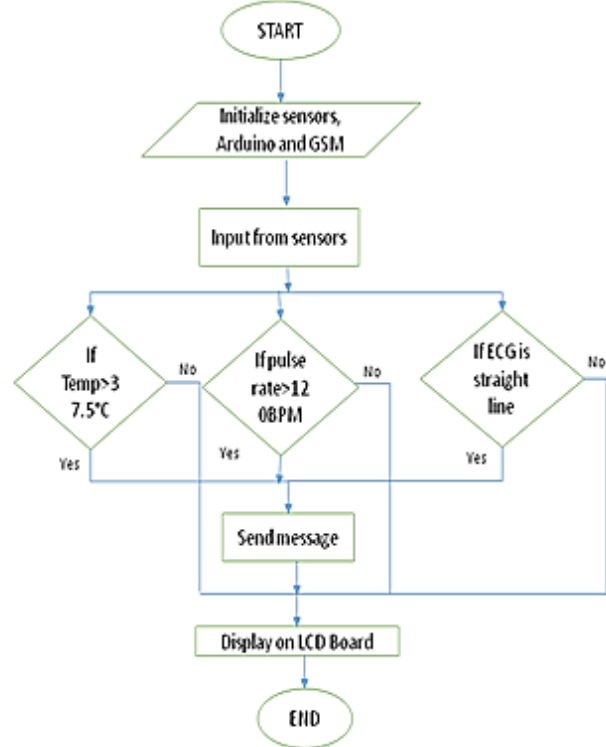 START
Initialize sensors,
Arduino and GSM
Input from sensors
If
Temp>3
7.5°C
No
If pulse
rate>12
0BPM
No
If ECG is
straight
line
No
Yes
Yes
Yes
Send message
Display on LCD Board
END